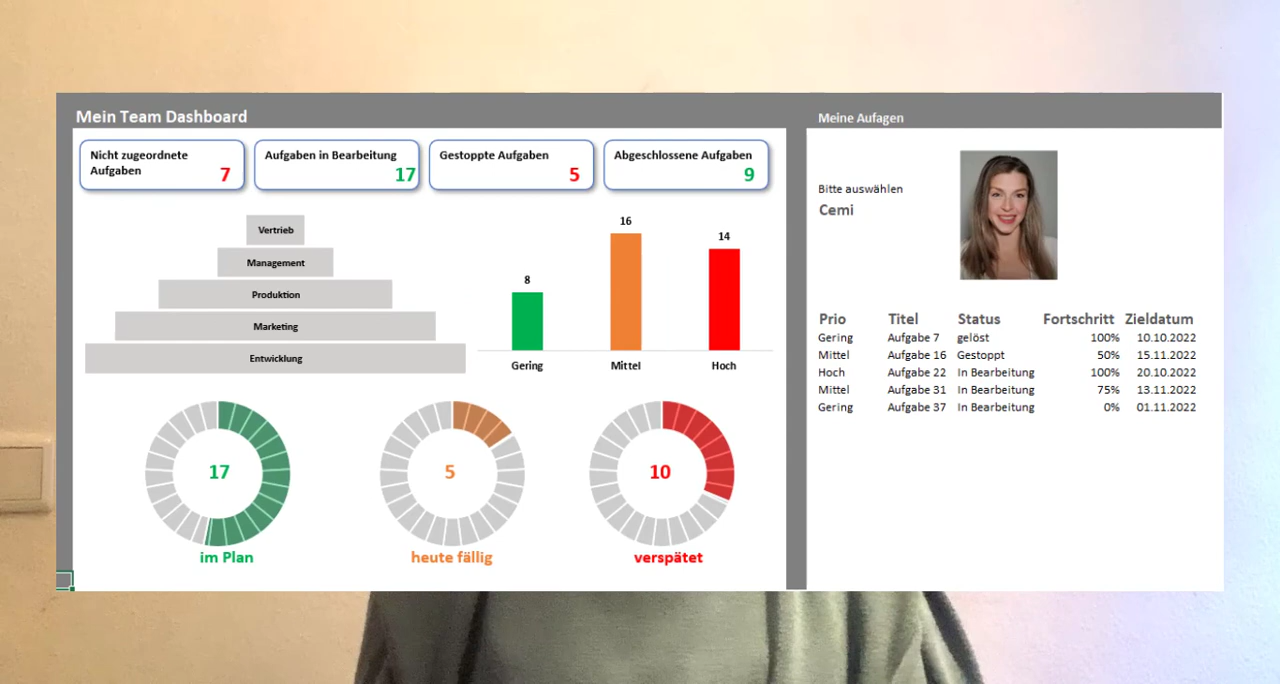 Mein Team Dashboard
Nicht zugeordnete
Aufgaben
7
Aufgaben in Bearbeitung
17
Gestoppte Aufgaben
5
Abgeschlossene Aufgaben
9
Vertrieb
Management
Produktion
Marketing
Entwicklung
8
16
14
Gering
Mittel
Hoch
17
im Plan
5
heute fällig
10
verspätet
Meine Aufagen
Bitte auswählen
Cemi
Prio Titel Status Fortschritt Zieldatum
Gering Aufgabe 7 gelöst 100% 10.10.2022
Mittel Aufgabe 16 Gestoppt 50% 15.11.2022
Hoch Aufgabe 22 In Bearbeitung 100% 20.10.2022
Mittel Aufgabe 31 In Bearbeitung 75% 13.11.2022
Gering Aufgabe 37 In Bearbeitung 0% 01.11.2022